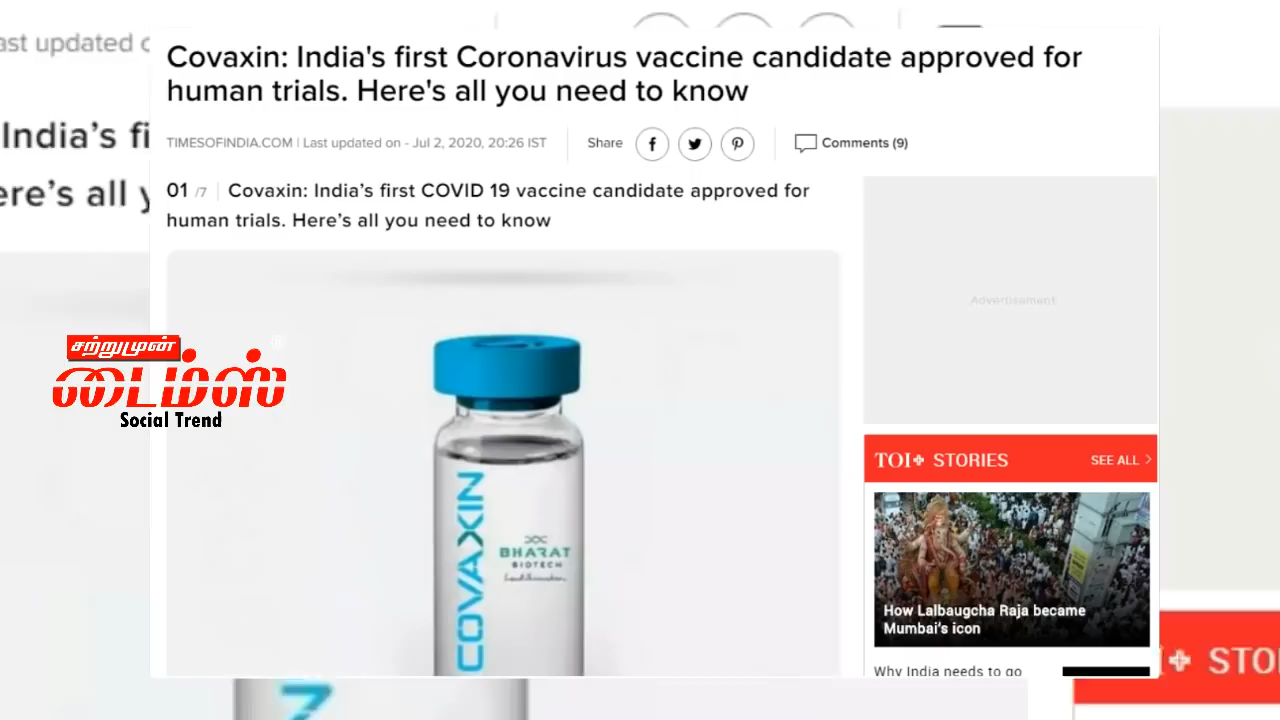 ast updated o
India’s fi
ere’s all y
Covaxin: India's first Coronavirus vaccine candidate approved for
human trials. Here's all you need to know
TIMESOFINDIA.COM | Last updated on - Jul 2, 2020, 20:26 IST
Share
Comments (9)
01 /7 Covaxin: India’s first COVID 19 vaccine candidate approved for
human trials. Here’s all you need to know
Advertisement
சற்றுமுன்
டைம்ஸ்
Social Trend
COVAXIN
BHARAT
BIOTECH
TOI+ STORIES
SEE ALL
How Lalbaugcha Raja became
Mumbai's icon
Why India needs to go
STO